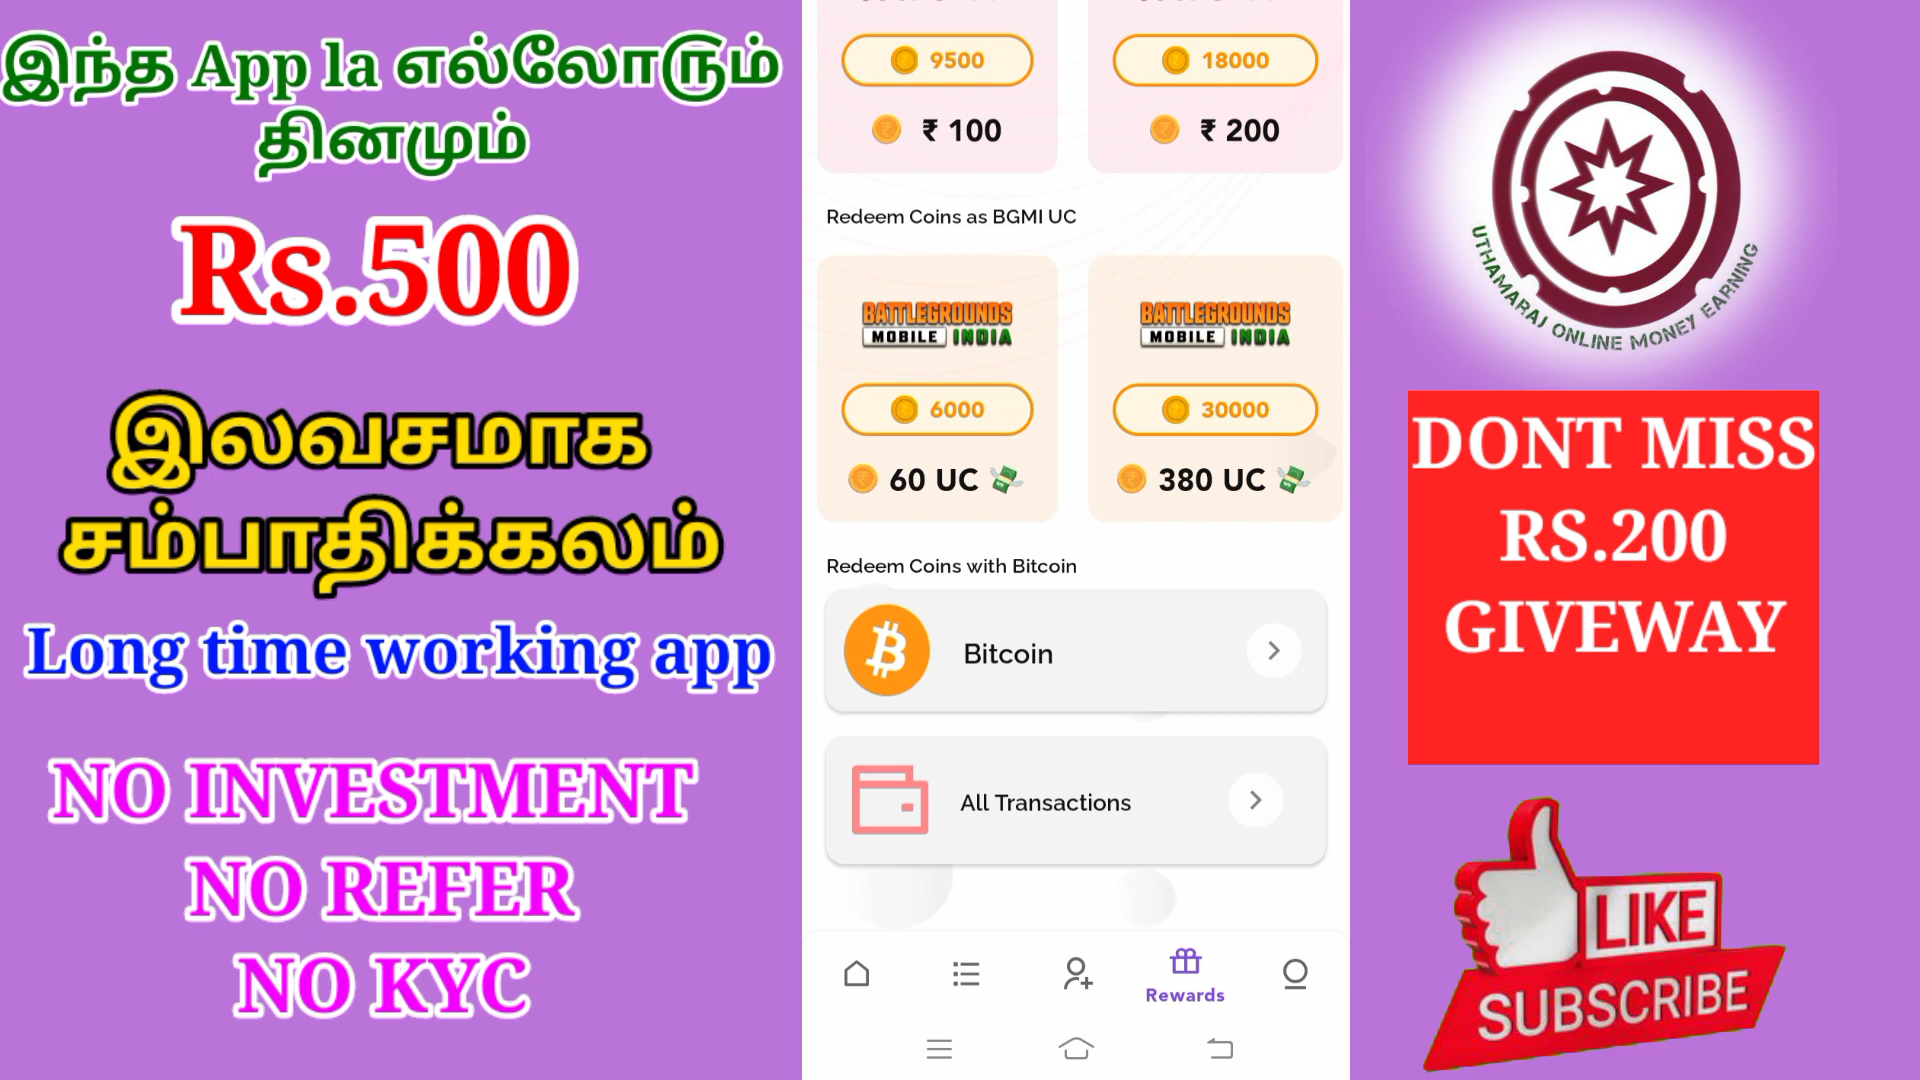 இந்த App la எல்லோரும்
தினமும்
Rs.500
இலவசமாக
சம்பாதிக்கலம்
Long time working app
NO INVESTMENT
NO REFER
NO KYC
9500
18000
₹ 100
₹ 200
Redeem Coins as BGMI UC
BATTLEGROUNDS
MOBILE INDIA
BATTLEGROUNDS
MOBILE INDIA
6000
30000
60 UC
380 UC
Redeem Coins with Bitcoin
Bitcoin
All Transactions
Rewards
UTHAMARAJ ONLINE MONEY EARNING
DONT MISS
RS.200
GIVEWAY
LIKE
SUBSCRIBE